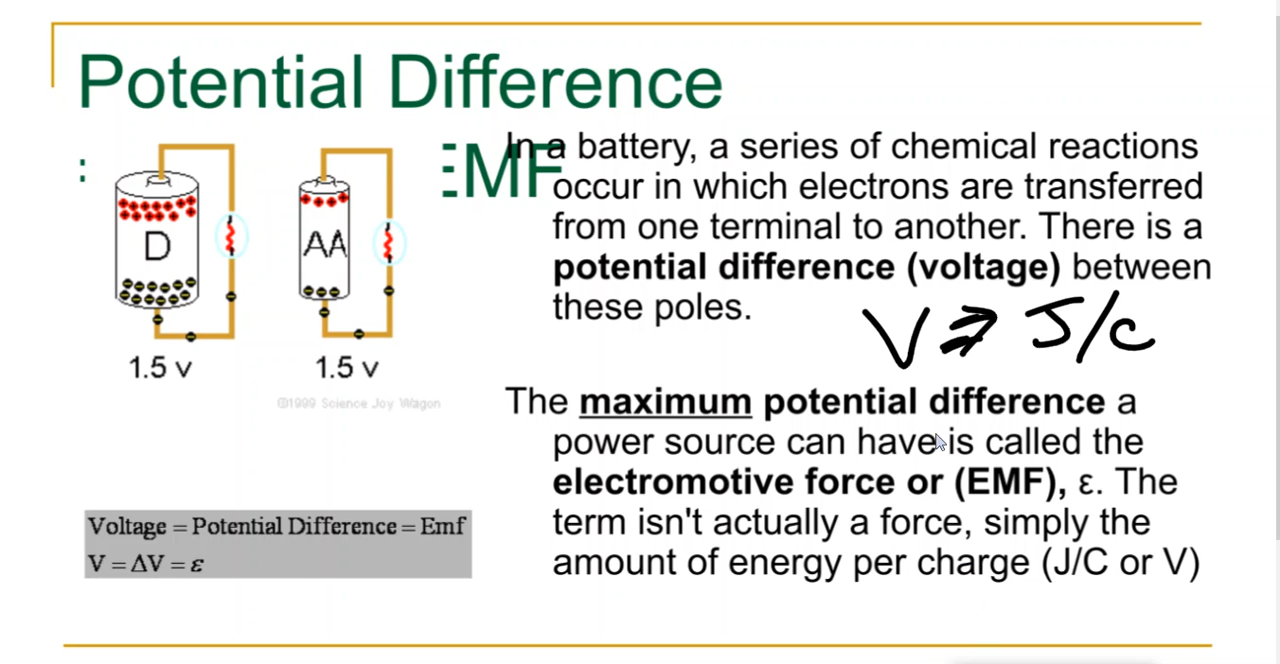 Potential Difference
: EMF
In a battery, a series of chemical reactions
occur in which electrons are transferred
from one terminal to another. There is a
potential difference (voltage) between
these poles.
V ⇒ J/C
D
AA
1.5 v
1.5 v
©1999 Science Joy Wagon
The maximum potential difference a
power source can have is called the
electromotive force or (EMF), ε. The
term isn't actually a force, simply the
amount of energy per charge (J/C or V)
Voltage = Potential Difference = Emf
V = ΔV = ε